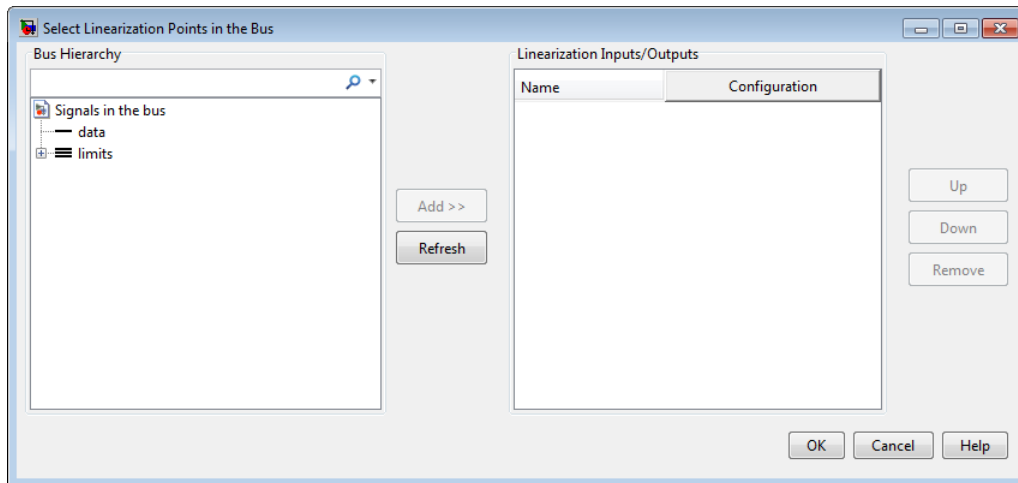 Select Linearization Points in the Bus
Bus Hierarchy
Signals in the bus
data
limits
Add >>
Refresh
Linearization Inputs/Outputs
Name Configuration
Up
Down
Remove
OK Cancel Help